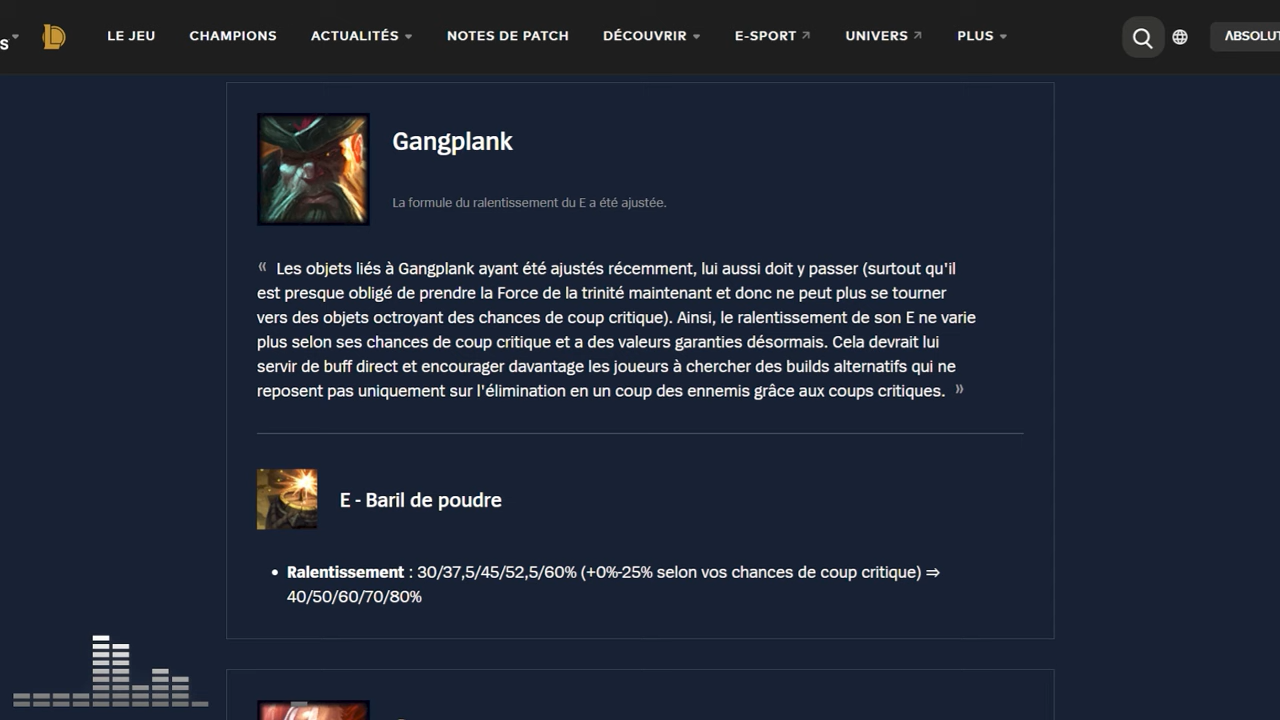 S
LE JEU CHAMPIONS ACTUALITÉS NOTES DE PATCH DÉCOUVRIR E-SPORT UNIVERS PLUS ABSOLUT
Gangplank
La formule du ralentissement du E a été ajustée.
« Les objets liés à Gangplank ayant été ajustés récemment, lui aussi doit y passer (surtout qu'il
est presque obligé de prendre la Force de la trinité maintenant et donc ne peut plus se tourner
vers des objets octroyant des chances de coup critique). Ainsi, le ralentissement de son E ne varie
plus selon ses chances de coup critique et a des valeurs garanties désormais. Cela devrait lui
servir de buff direct et encourager davantage les joueurs à chercher des builds alternatifs qui ne
reposent pas uniquement sur l'élimination en un coup des ennemis grâce aux coups critiques. »
E - Baril de poudre
• Ralentissement : 30/37,5/45/52,5/60% (+0%-25% selon vos chances de coup critique) ⇒
40/50/60/70/80%